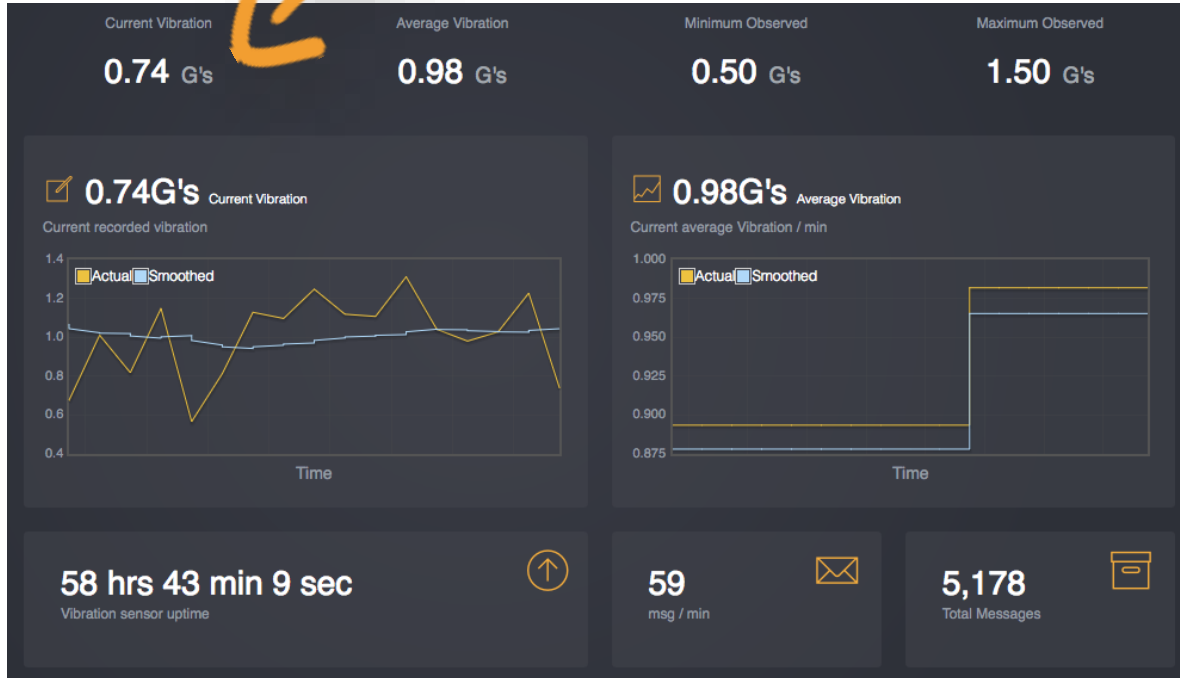 Current Vibration Average Vibration Minimum Observed Maximum Observed
0.74 G's 0.98 G's 0.50 G's 1.50 G's
0.74G's Current Vibration
Current recorded vibration
1.4
Actual Smoothed
1.2
1.0
0.8
0.6
0.4
Time
0.98G's Average Vibration
Current average Vibration / min
1.000
Actual Smoothed
0.975
0.950
0.925
0.900
0.875
Time
58 hrs 43 min 9 sec
Vibration sensor uptime
59
msg / min
5,178
Total Messages